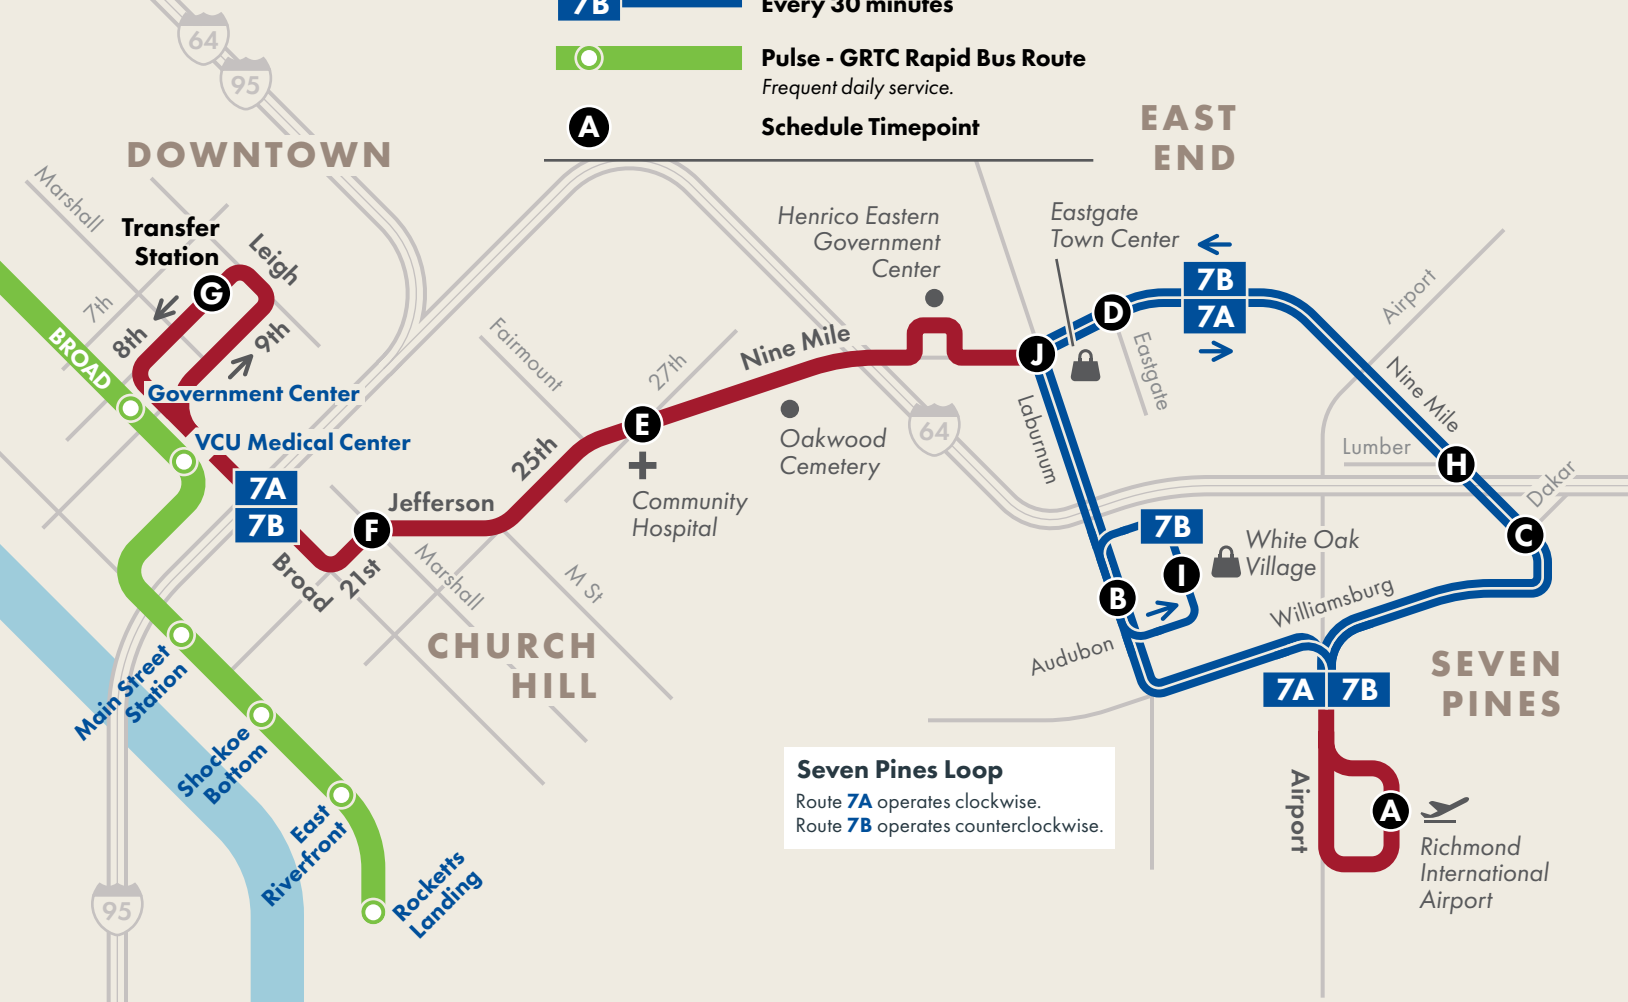 7B
Every 30 minutes
Pulse - GRTC Rapid Bus Route
Frequent daily service.
A
Schedule Timepoint
64
95
DOWNTOWN
EAST
END
Marshall
Transfer
Station
G
Leigh
7th
8th
9th
BROAD
Government Center
VCU Medical Center
7A
7B
Broad
21st
F
Jefferson
Marshall
25th
M St
Fairmount
27th
E
Community
Hospital
Nine Mile
Oakwood
Cemetery
Henrico Eastern
Government
Center
64
CHURCH
HILL
Eastgate
Town Center
J
D
Eastgate
7B
7A
Airport
Nine Mile
Lumber
H
Dakar
C
Laburnum
7B
I
White Oak
Village
B
Audubon
Williamsburg
7A
7B
SEVEN
PINES
Airport
A
Richmond
International
Airport
Seven Pines Loop
Route 7A operates clockwise.
Route 7B operates counterclockwise.
Main Street
Station
Shockoe
Bottom
East
Riverfront
Rocketts
Landing
95